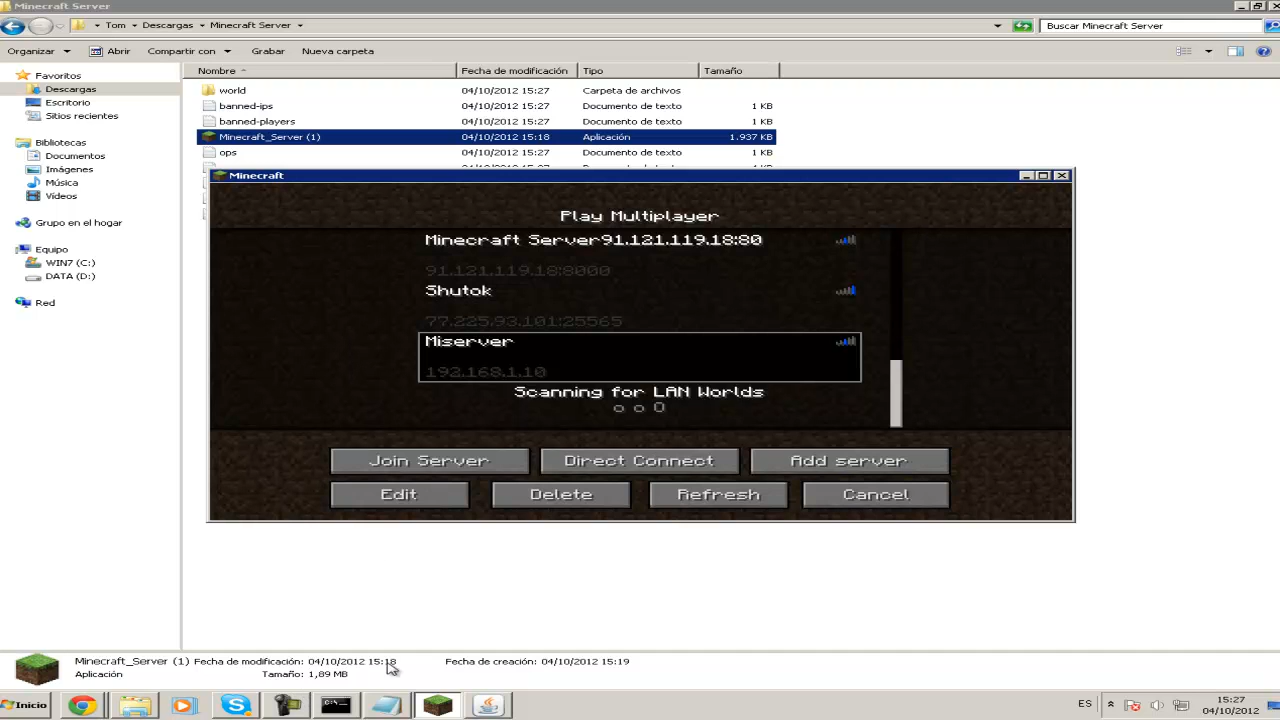 Minecraft Server
Tom
Descargas
Minecraft Server
Buscar Minecraft Server
Organizar
Abrir
Compartir con
Grabar
Nueva carpeta
Favoritos
Descargas
Escritorio
Sitios recientes
Bibliotecas
Documentos
Imágenes
Música
Vídeos
Grupo en el hogar
Equipo
WIN7 (C:)
DATA (D:)
Red
Nombre Fecha de modificación Tipo Tamaño
world 04/10/2012 15:27 Carpeta de archivos
banned-ips 04/10/2012 15:27 Documento de texto 1 KB
banned-players 04/10/2012 15:27 Documento de texto 1 KB
Minecraft_Server (1) 04/10/2012 15:18 Aplicación 1.937 KB
ops 04/10/2012 15:27 Documento de texto 1 KB
Minecraft
Play Multiplayer
Minecraft Server91.121.119.18:80
91.121.119.18:8000
Shutok
77.225.93.101:25565
Miserver
192.168.1.10
Scanning for LAN Worlds
o o O
Join Server
Direct Connect
Add server
Edit
Delete
Refresh
Cancel
Minecraft_Server (1) Fecha de modificación: 04/10/2012 15:18 Fecha de creación: 04/10/2012 15:19
Aplicación Tamaño: 1,89 MB
Inicio
ES
15:27
04/10/2012